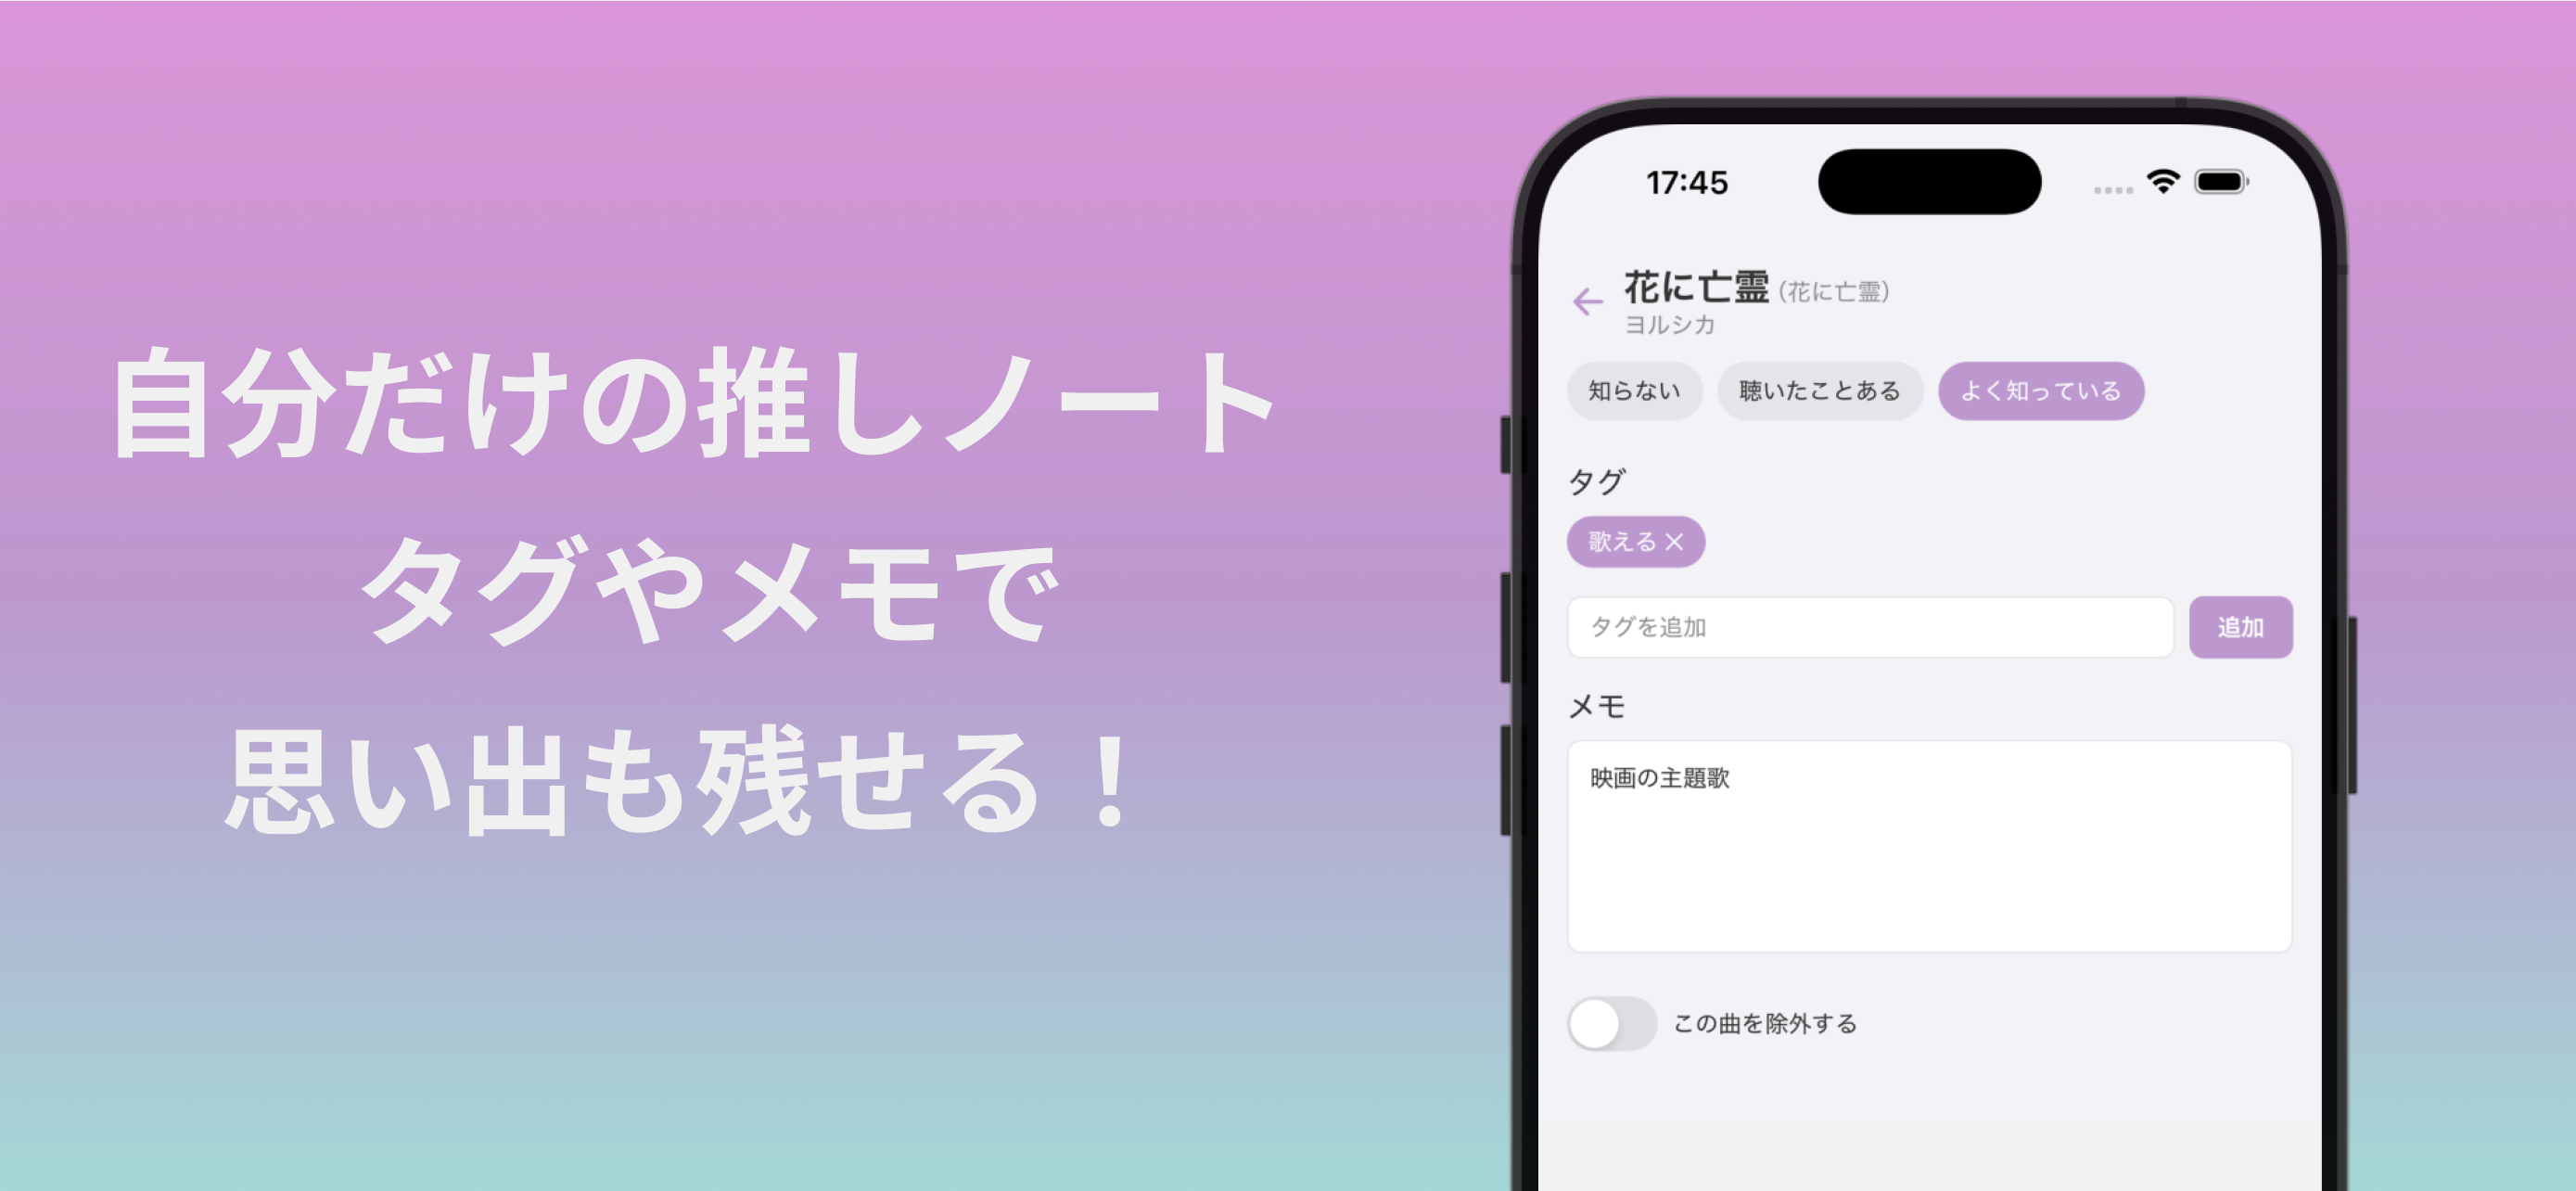 自分だけの推しノート
タグやメモで
思い出も残せる！
17:45
花に亡霊 (花に亡霊)
ヨルシカ
知らない 聴いたことある よく知っている
タグ
歌える ×
タグを追加 追加
メモ
映画の主題歌
この曲を除外する